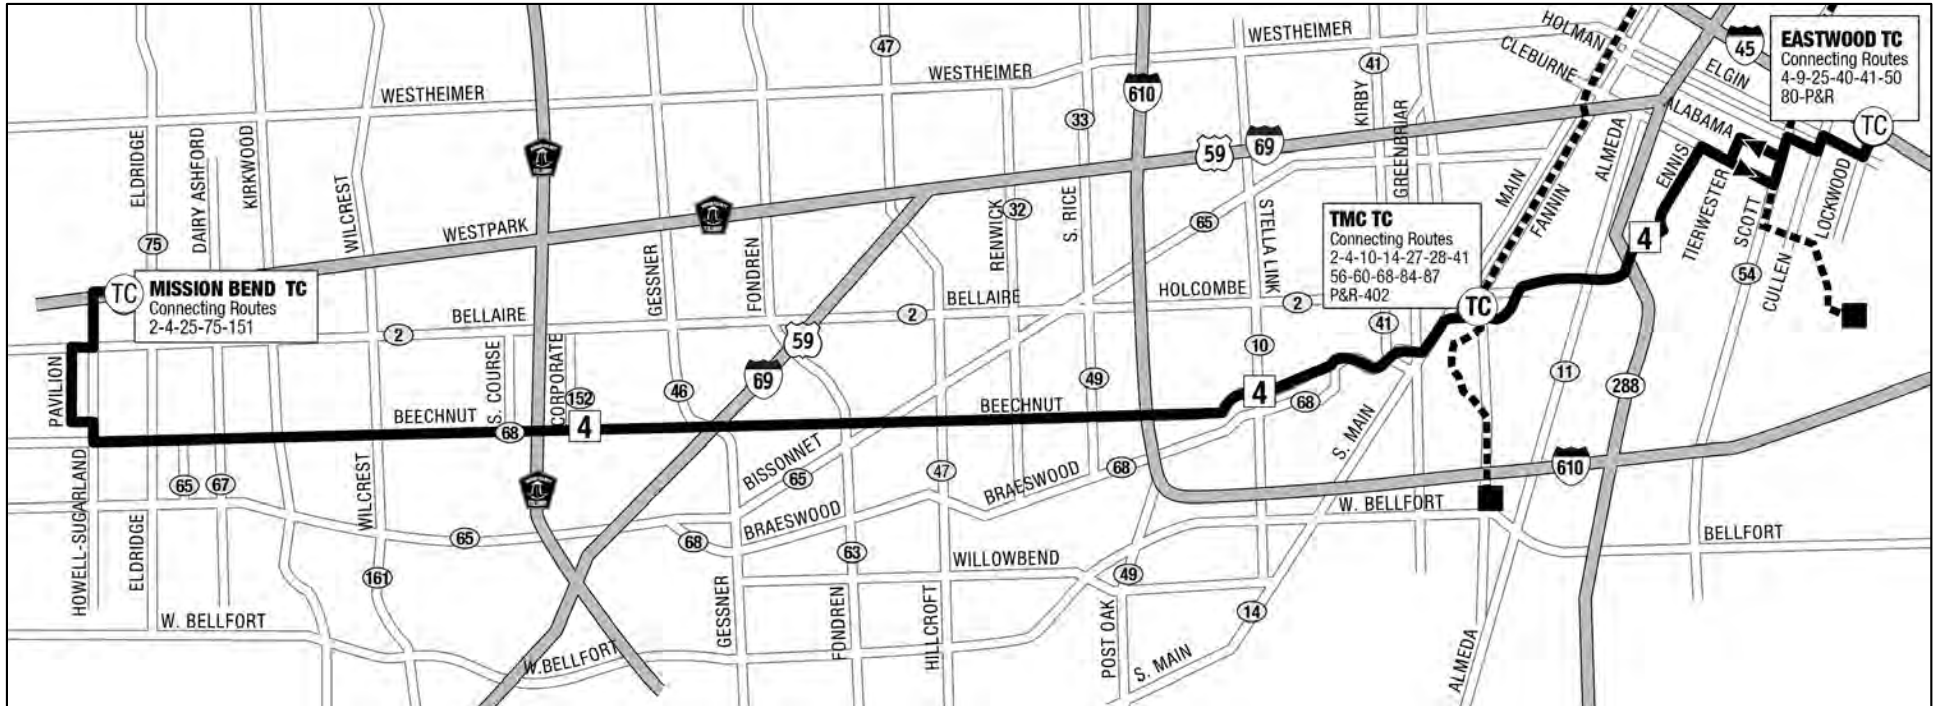 HOLMAN
CLEBURNE
ELGIN
ALABAMA
45
EASTWOOD TC
Connecting Routes
4-9-25-40-41-50
80-P&R
TC
47
WESTHEIMER
WESTHEIMER
WESTHEIMER
610
41
KIRBY
GREENBRIAR
33
59
69
ELDRIDGE
DAIRY ASHFORD
KIRKWOOD
WILCREST
WESTPARK
GESSNER
FONDREN
RENWICK
32
S. RICE
65
STELLA LINK
MAIN
FANNIN
ALMEDA
ENNIS
TIERWESTER
SCOTT
CULLEN
LOCKWOOD
75
4
54
TC
MISSION BEND TC
Connecting Routes
2-4-25-75-151
TMC TC
Connecting Routes
2-4-10-14-27-28-41
56-60-68-84-87
P&R-402
TC
BELLAIRE
2
BELLAIRE
2
HOLCOMBE
2
41
59
69
PAVILION
S. COURSE
CORPORATE
152
46
49
10
4
68
11
288
BEECHNUT
68
4
BEECHNUT
S. MAIN
HOWELL-SUGARLAND
65
67
WILCREST
BISSONNET
65
47
BRAESWOOD
68
610
W. BELLFORT
ELDRIDGE
65
68
BRAESWOOD
63
WILLOWBEND
BELLFORT
161
49
14
W. BELLFORT
W.BELLFORT
GESSNER
FONDREN
HILLCROFT
POST OAK
S. MAIN
ALMEDA